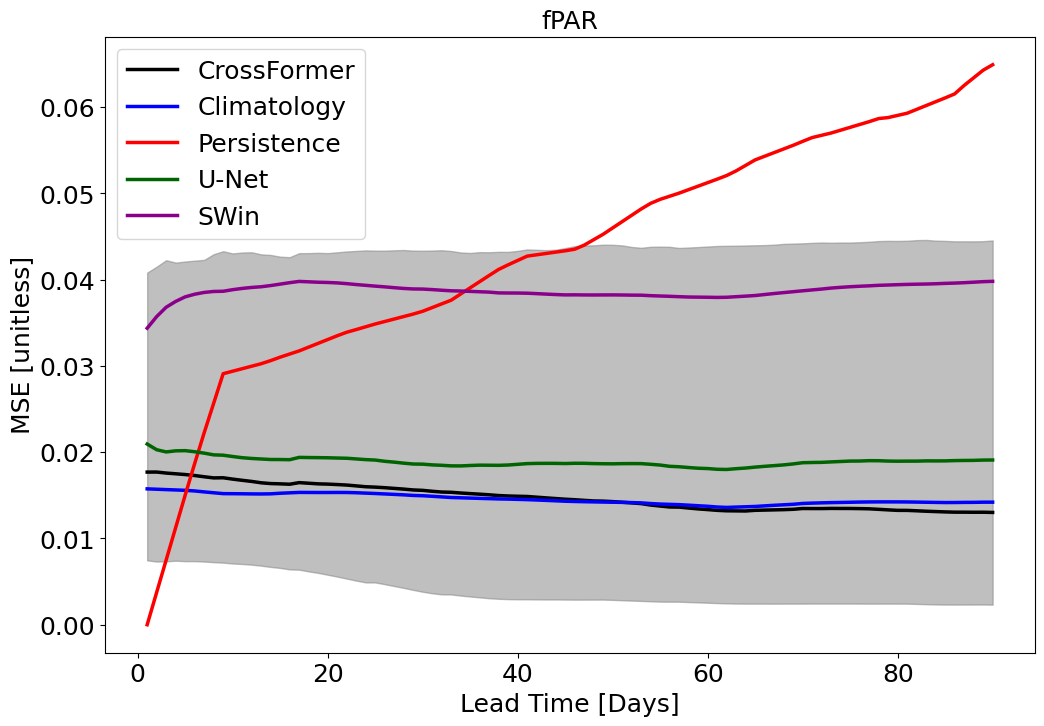 fPAR
CrossFormer
Climatology
Persistence
U-Net
SWin
MSE [unitless]
0.06
0.05
0.04
0.03
0.02
0.01
0.00
0 20 40 60 80
Lead Time [Days]